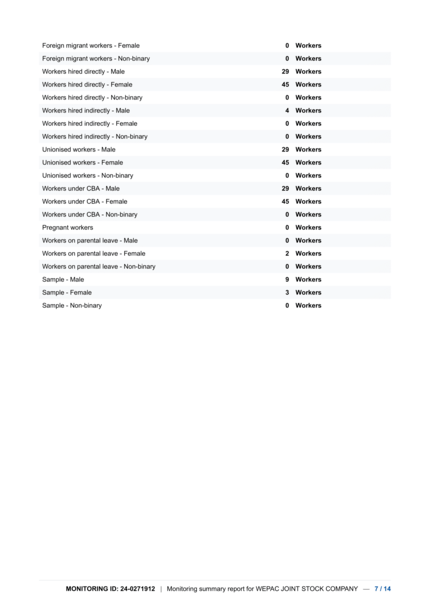 Foreign migrant workers - Female 0 Workers
Foreign migrant workers - Non-binary 0 Workers
Workers hired directly - Male 29 Workers
Workers hired directly - Female 45 Workers
Workers hired directly - Non-binary 0 Workers
Workers hired indirectly - Male 4 Workers
Workers hired indirectly - Female 0 Workers
Workers hired indirectly - Non-binary 0 Workers
Unionised workers - Male 29 Workers
Unionised workers - Female 45 Workers
Unionised workers - Non-binary 0 Workers
Workers under CBA - Male 29 Workers
Workers under CBA - Female 45 Workers
Workers under CBA - Non-binary 0 Workers
Pregnant workers 0 Workers
Workers on parental leave - Male 0 Workers
Workers on parental leave - Female 2 Workers
Workers on parental leave - Non-binary 0 Workers
Sample - Male 9 Workers
Sample - Female 3 Workers
Sample - Non-binary 0 Workers
MONITORING ID: 24-0271912 | Monitoring summary report for WEPAC JOINT STOCK COMPANY — 7 / 14